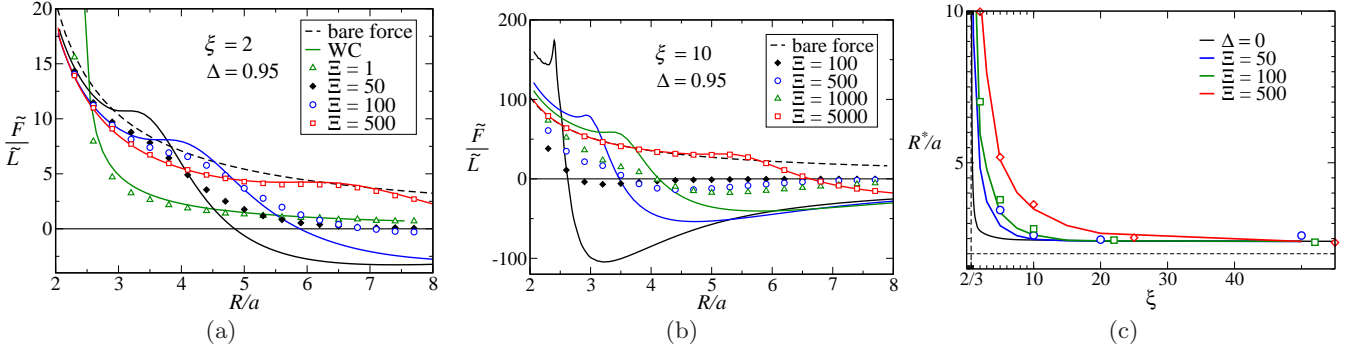 20
15
10
5
0
F̃
L̃
ξ = 2
Δ = 0.95
bare force
WC
Ξ = 1
Ξ = 50
Ξ = 100
Ξ = 500
2 3 4 5 6 7 8
R/a
(a)
200
100
0
-100
F̃
L̃
ξ = 10
Δ = 0.95
bare force
Ξ = 100
Ξ = 500
Ξ = 1000
Ξ = 5000
2 3 4 5 6 7 8
R/a
(b)
10
5
R*/a
Δ = 0
Ξ = 50
Ξ = 100
Ξ = 500
2/3 10 20 30 40
ξ
(c)